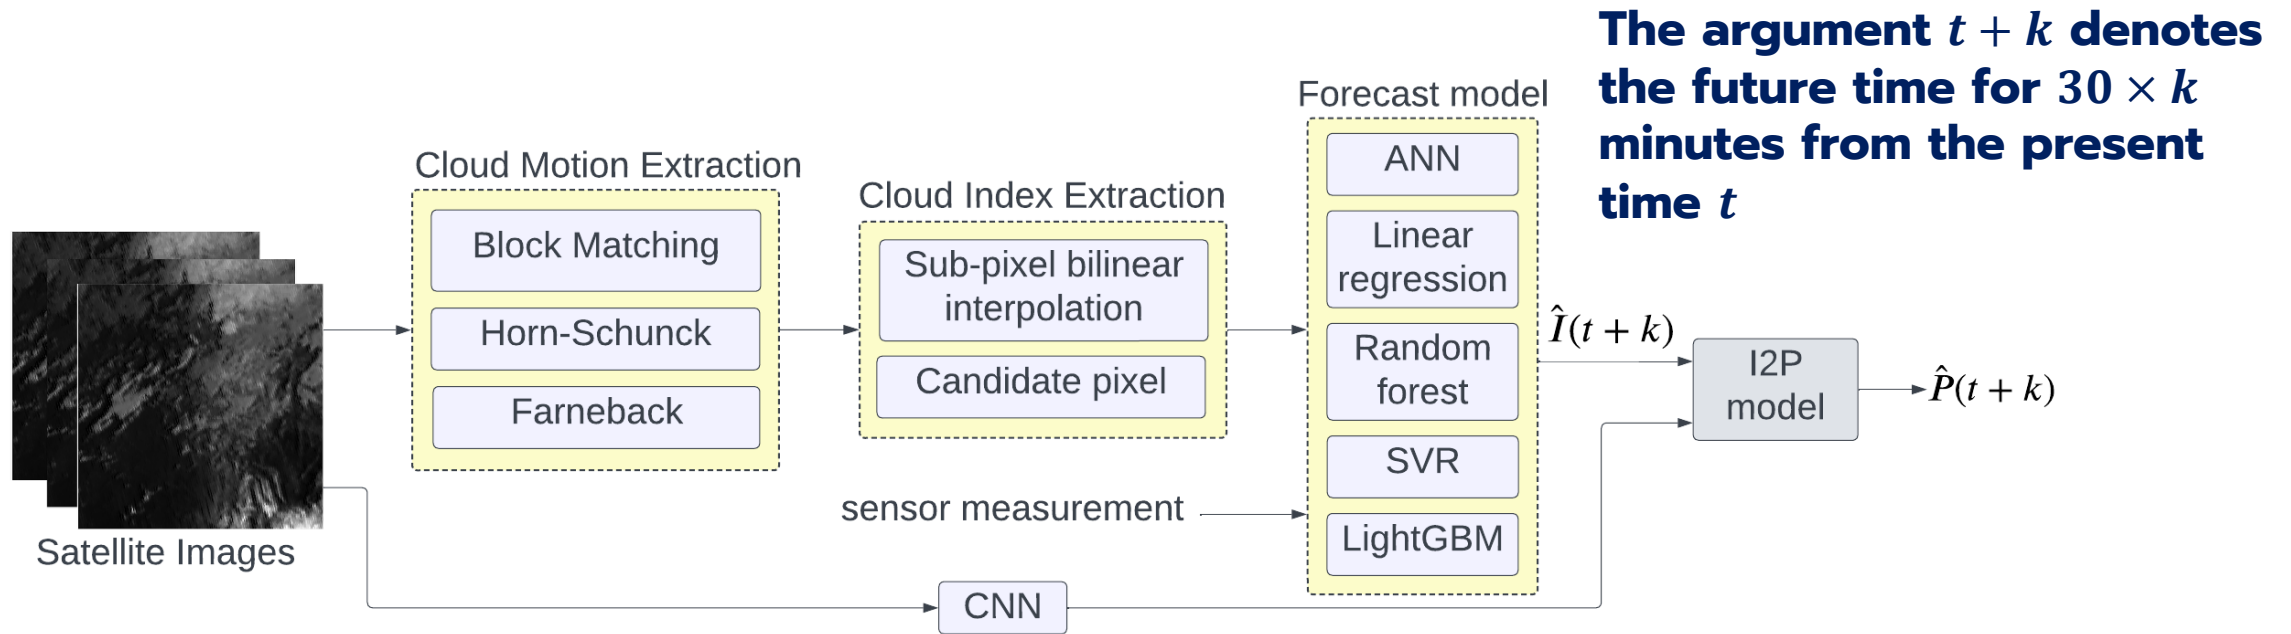 The argument t + k denotes
the future time for 30 × k
minutes from the present
time t
Forecast model
ANN
Linear
regression
Random
forest
SVR
LightGBM
Cloud Motion Extraction
Block Matching
Horn-Schunck
Farneback
Cloud Index Extraction
Sub-pixel bilinear
interpolation
Candidate pixel
sensor measurement
Satellite Images
CNN
Î(t + k)
I2P
model
P̂(t + k)